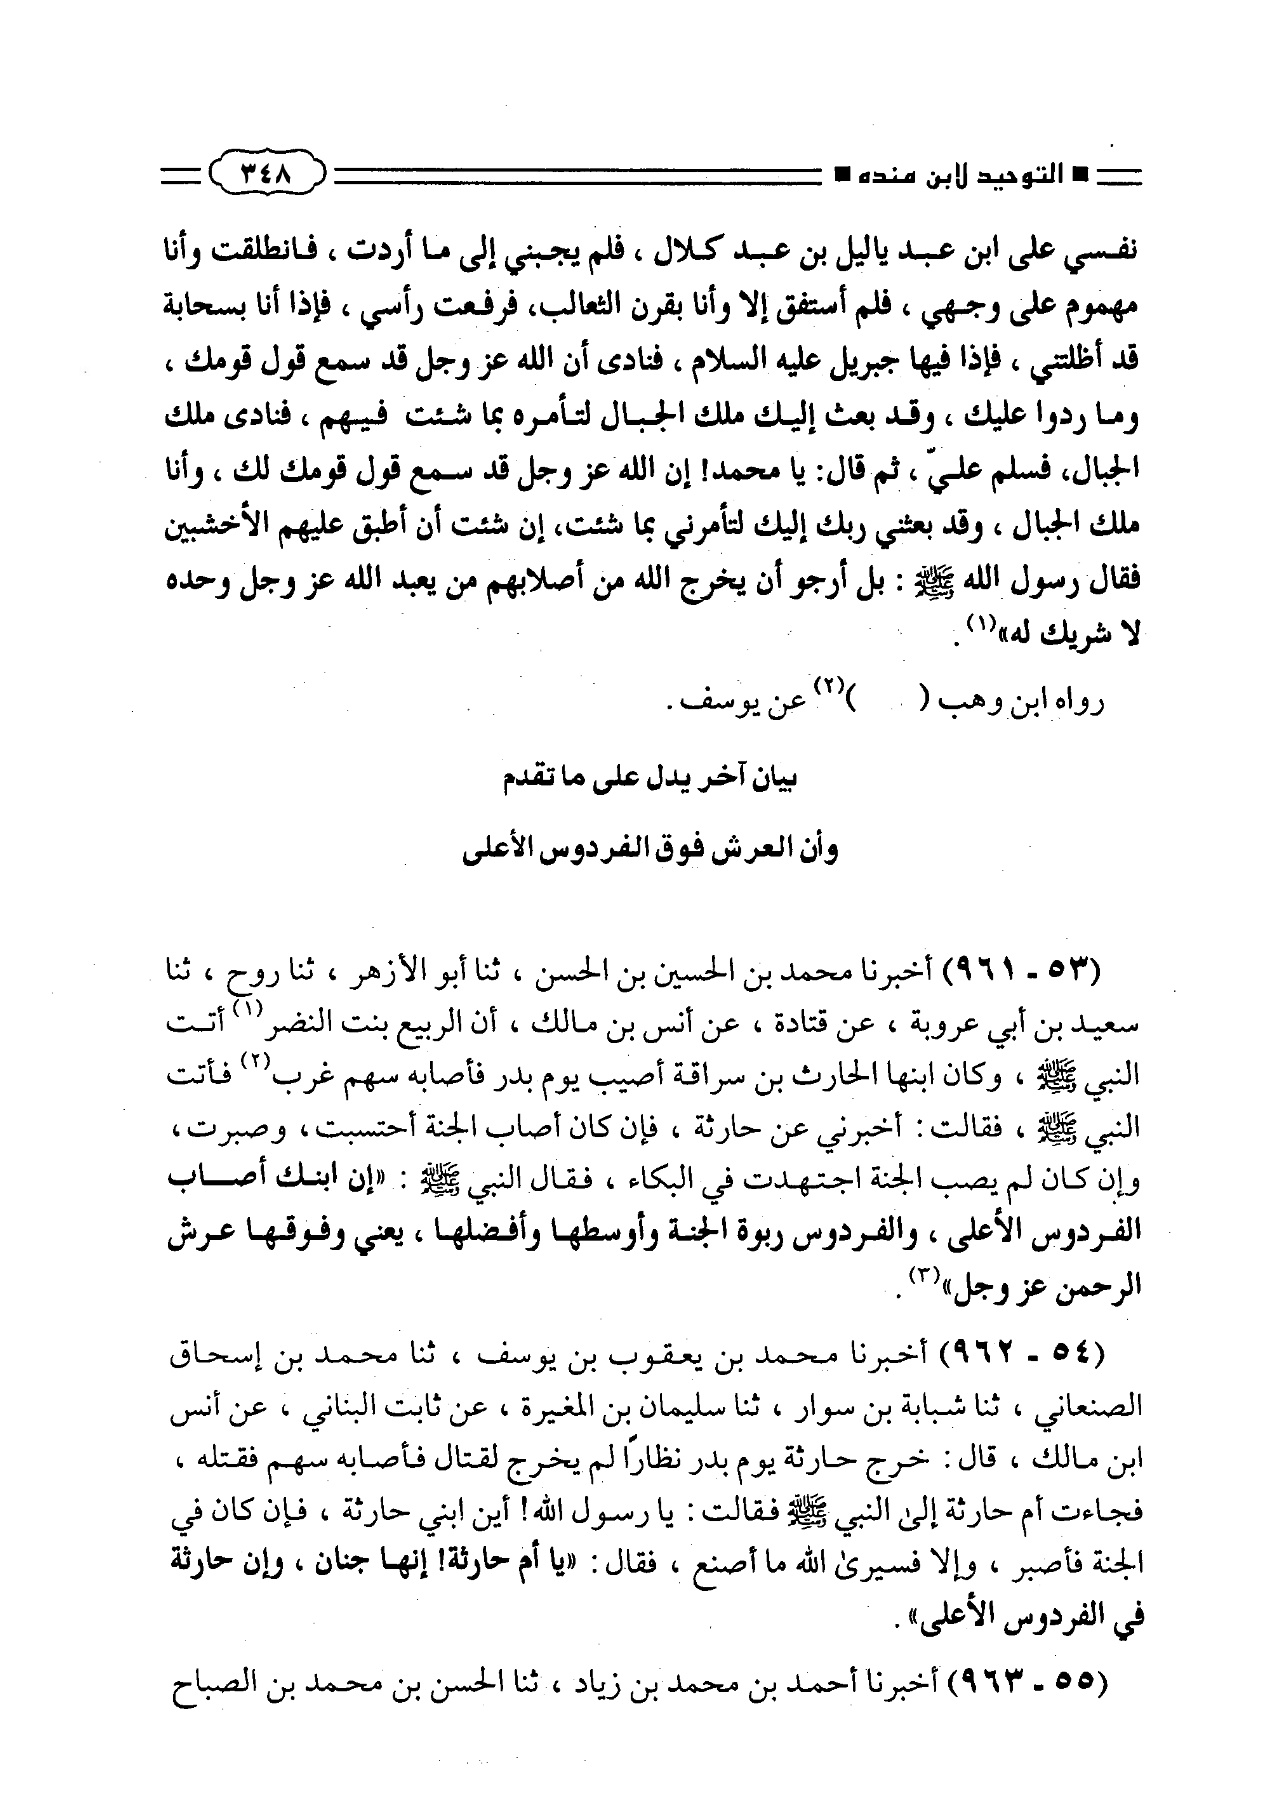 ■ التوحيد لابن منده ■ ٣٤٨
نفسي على ابن عبد ياليل بن عبد كلال ، فلم يجبني إلى ما أردت ، فانطلقت وأنا
مهموم على وجهي ، فلم أستفق إلا وأنا بقرن الثعالب، فرفعت رأسي ، فإذا أنا بسحابة
قد أظلتني ، فإذا فيها جبريل عليه السلام ، فنادى أن الله عز وجل قد سمع قول قومك ،
وما ردوا عليك ، وقد بعث إليك ملك الجبال لتأمره بما شئت فيهم ، فنادى ملك
الجبال، فسلم عليّ ، ثم قال: يا محمد! إن الله عز وجل قد سمع قول قومك لك ، وأنا
ملك الجبال ، وقد بعثني ربك إليك لتأمرني بما شئت، إن شئت أن أطبق عليهم الأخشبين
فقال رسول الله ﷺ : بل أرجو أن يخرج الله من أصلابهم من يعبد الله عز وجل وحده
لا شريك له»(١) .
رواه ابن وهب ( )(٢) عن يوسف .
بيان آخر يدل على ما تقدم
وأن العرش فوق الفردوس الأعلى
(٥٣ - ٩٦١) أخبرنا محمد بن الحسين بن الحسن ، ثنا أبو الأزهر ، ثنا روح ، ثنا
سعيد بن أبي عروبة ، عن قتادة ، عن أنس بن مالك ، أن الربيع بنت النضر(١) أتت
النبي ﷺ ، وكان ابنها الحارث بن سراقة أصيب يوم بدر فأصابه سهم غرب(٢) فأتت
النبي ﷺ ، فقالت : أخبرني عن حارثة ، فإن كان أصاب الجنة أحتسبت، وصبرت،
وإن كان لم يصب الجنة اجتهدت في البكاء ، فقال النبي ﷺ : «إن ابنك أصاب
الفردوس الأعلى ، والفردوس ربوة الجنة وأوسطها وأفضلها ، يعني وفوقها عرش
الرحمن عز وجل»(٣) .
(٥٤ - ٩٦٢) أخبرنا محمد بن يعقوب بن يوسف ، ثنا محمد بن إسحاق
الصنعاني ، ثنا شبابة بن سوار ، ثنا سليمان بن المغيرة ، عن ثابت البناني ، عن أنس
ابن مالك ، قال : خرج حارثة يوم بدر نظارًا لم يخرج لقتال فأصابه سهم فقتله ،
فجاءت أم حارثة إلىٰ النبي ﷺ فقالت : يا رسول الله! أين ابني حارثة ، فإن كان في
الجنة فأصبر ، وإلا فسيرىٰ الله ما أصنع ، فقال : «يا أم حارثة! إنها جنان ، وإن حارثة
في الفردوس الأعلى» .
(٥٥ - ٩٦٣) أخبرنا أحمد بن محمد بن زياد ، ثنا الحسن بن محمد بن الصباح